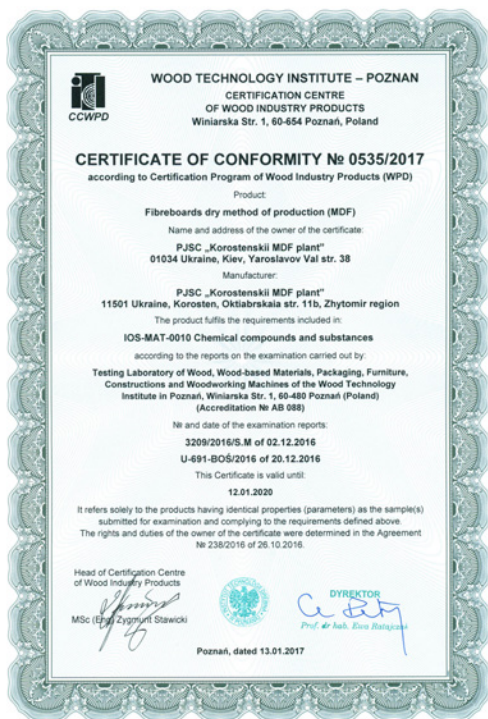 WOOD TECHNOLOGY INSTITUTE – POZNAN
CERTIFICATION CENTRE
OF WOOD INDUSTRY PRODUCTS
Winiarska Str. 1, 60-654 Poznań, Poland
CCWPD
CERTIFICATE OF CONFORMITY № 0535/2017
according to Certification Program of Wood Industry Products (WPD)
Product:
Fibreboards dry method of production (MDF)
Name and address of the owner of the certificate:
PJSC „Korostenskii MDF plant"
01034 Ukraine, Kiev, Yaroslavov Val str. 38
Manufacturer:
PJSC „Korostenskii MDF plant"
11501 Ukraine, Korosten, Oktiabrskaia str. 11b, Zhytomir region
The product fulfils the requirements included in:
IOS-MAT-0010 Chemical compounds and substances
according to the reports on the examination carried out by:
Testing Laboratory of Wood, Wood-based Materials, Packaging, Furniture,
Constructions and Woodworking Machines of the Wood Technology
Institute in Poznań, Winiarska Str. 1, 60-480 Poznań (Poland)
(Accreditation № AB 088)
№ and date of the examination reports:
3209/2016/S.M of 02.12.2016
U-691-BOŚ/2016 of 20.12.2016
This Certificate is valid until:
12.01.2020
It refers solely to the products having identical properties (parameters) as the sample(s)
submitted for examination and complying to the requirements defined above.
The rights and duties of the owner of the certificate were determined in the Agreement
№ 238/2016 of 26.10.2016.
Head of Certification Centre
of Wood Industry Products
MSc (Eng) Zygmunt Stawicki
DYREKTOR
Prof. dr hab. Ewa Ratajczak
Poznań, dated 13.01.2017